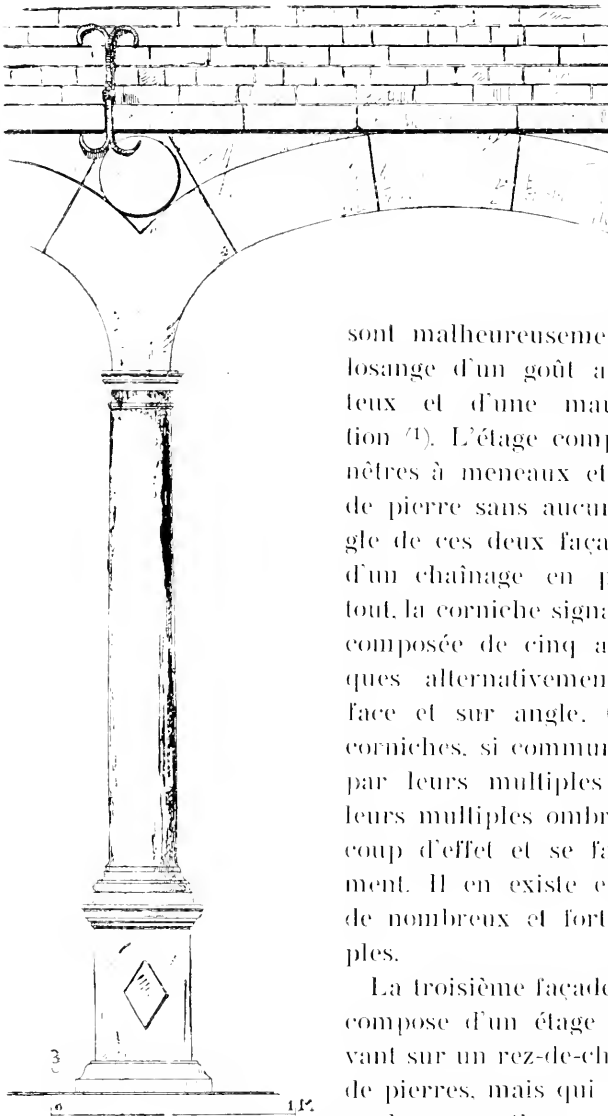 sont malheureuseme
losange d'un goût a
teux et d'une mau
tion (1). L'étage comp
nêtres à meneaux et
de pierre sans aucun
gle de ces deux faça
d'un chaînage en p
tout, la corniche signa
composée de cinq a
ques alternativemen
face et sur angle.
corniches, si commun
par leurs multiples
leurs multiples ombr
coup d'effet et se fa
ment. Il en existe e
de nombreux et fort
ples.
La troisième façade
compose d'un étage
vant sur un rez-de-ch
de pierres, mais qui